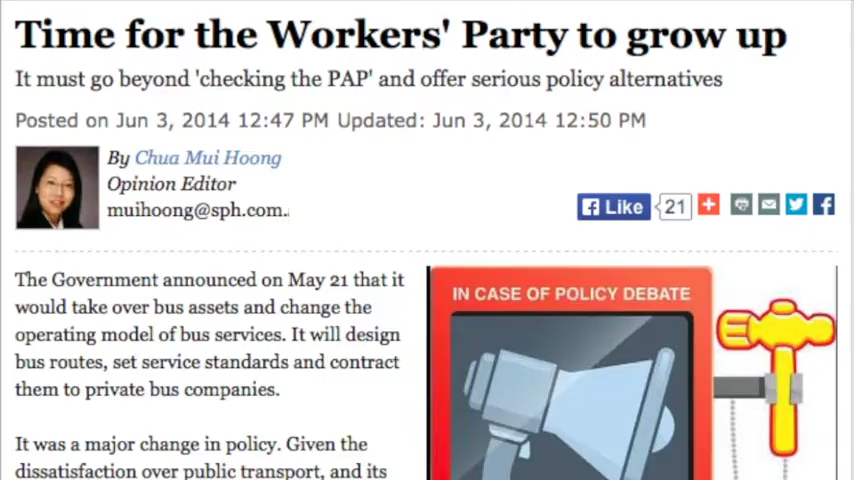 Time for the Workers' Party to grow up
It must go beyond 'checking the PAP' and offer serious policy alternatives
Posted on Jun 3, 2014 12:47 PM Updated: Jun 3, 2014 12:50 PM
By Chua Mui Hoong
Opinion Editor
muihoong@sph.com.
Like 21
The Government announced on May 21 that it
would take over bus assets and change the
operating model of bus services. It will design
bus routes, set service standards and contract
them to private bus companies.
It was a major change in policy. Given the
dissatisfaction over public transport, and its
IN CASE OF POLICY DEBATE